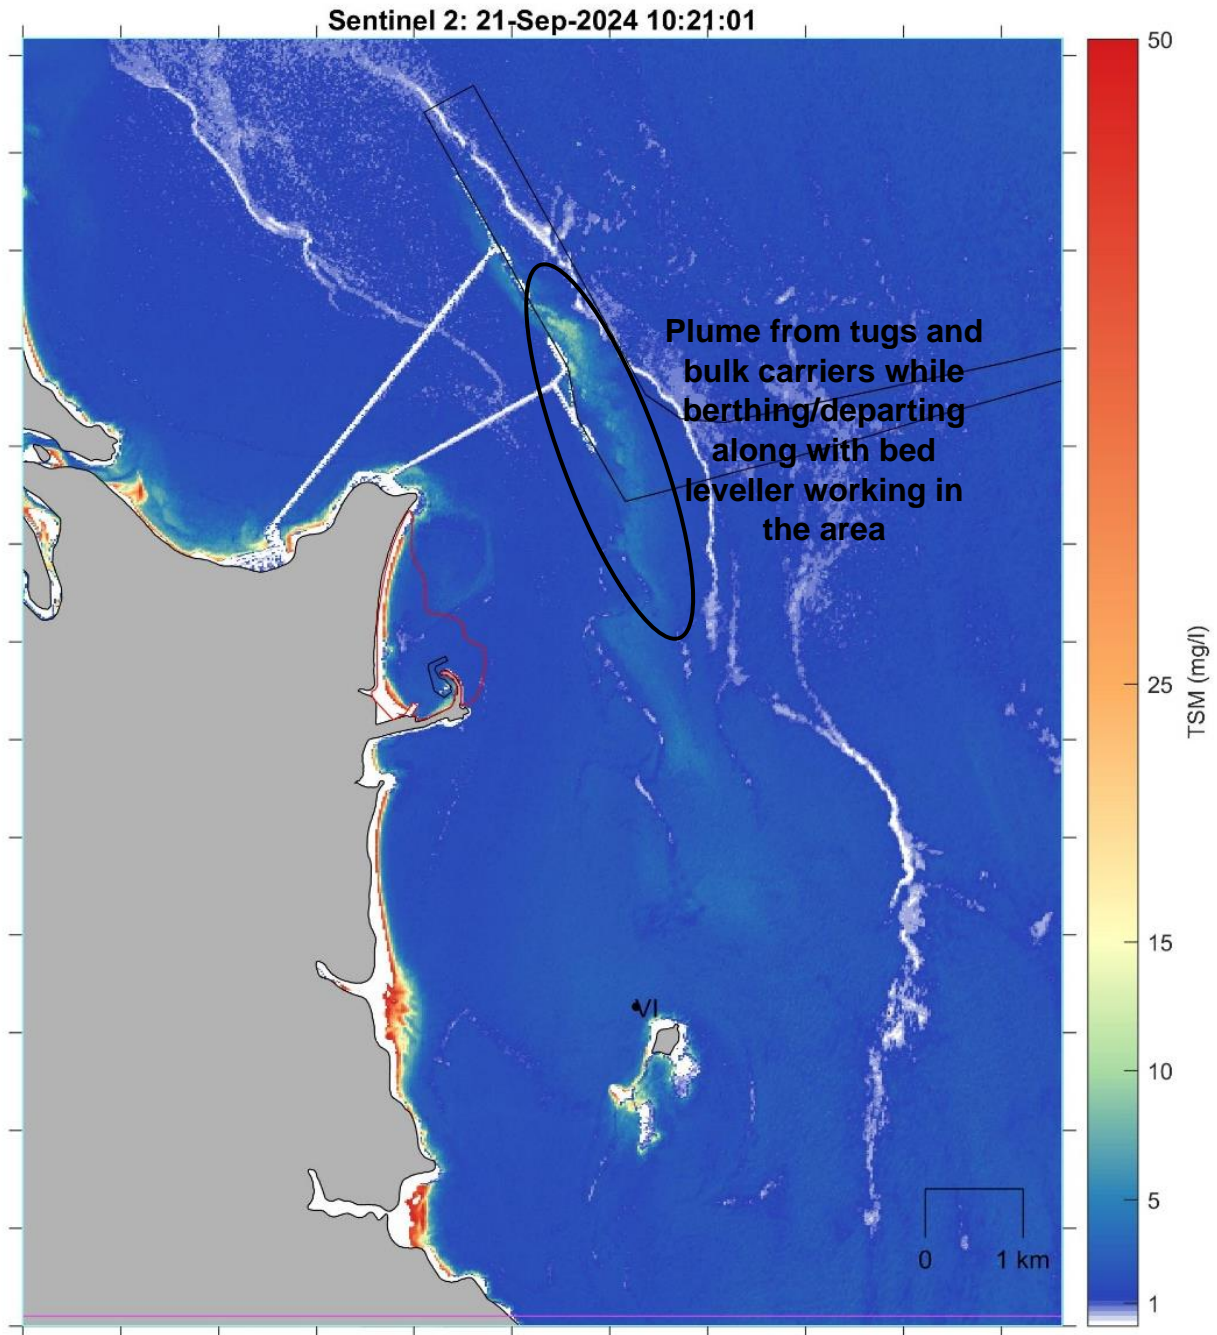 Sentinel 2: 21-Sep-2024 10:21:01
50
Plume from tugs and
bulk carriers while
berthing/departing
along with bed
leveller working in
the area
25
TSM (mg/l)
15
VI
10
5
0 1 km
1